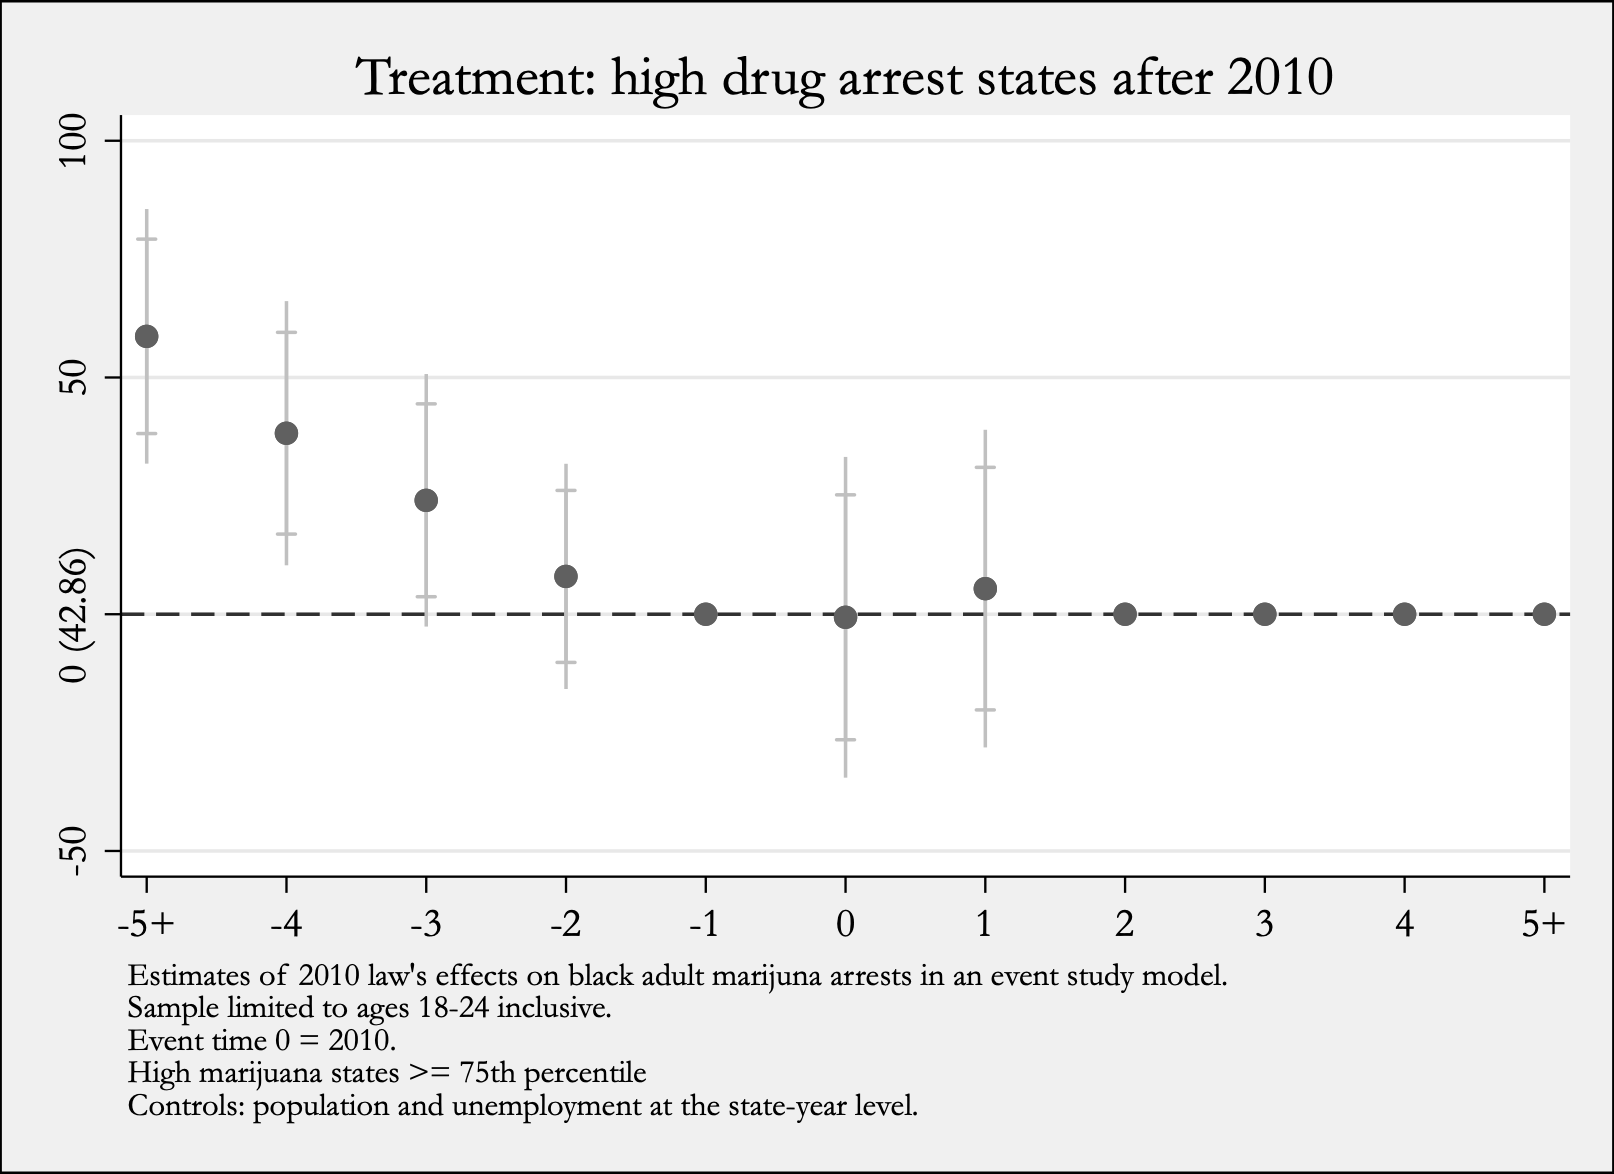 Treatment: high drug arrest states after 2010
100
50
0 (42.86)
-50
-5+ -4 -3 -2 -1 0 1 2 3 4 5+
Estimates of 2010 law's effects on black adult marijuna arrests in an event study model.
Sample limited to ages 18-24 inclusive.
Event time 0 = 2010.
High marijuana states >= 75th percentile
Controls: population and unemployment at the state-year level.